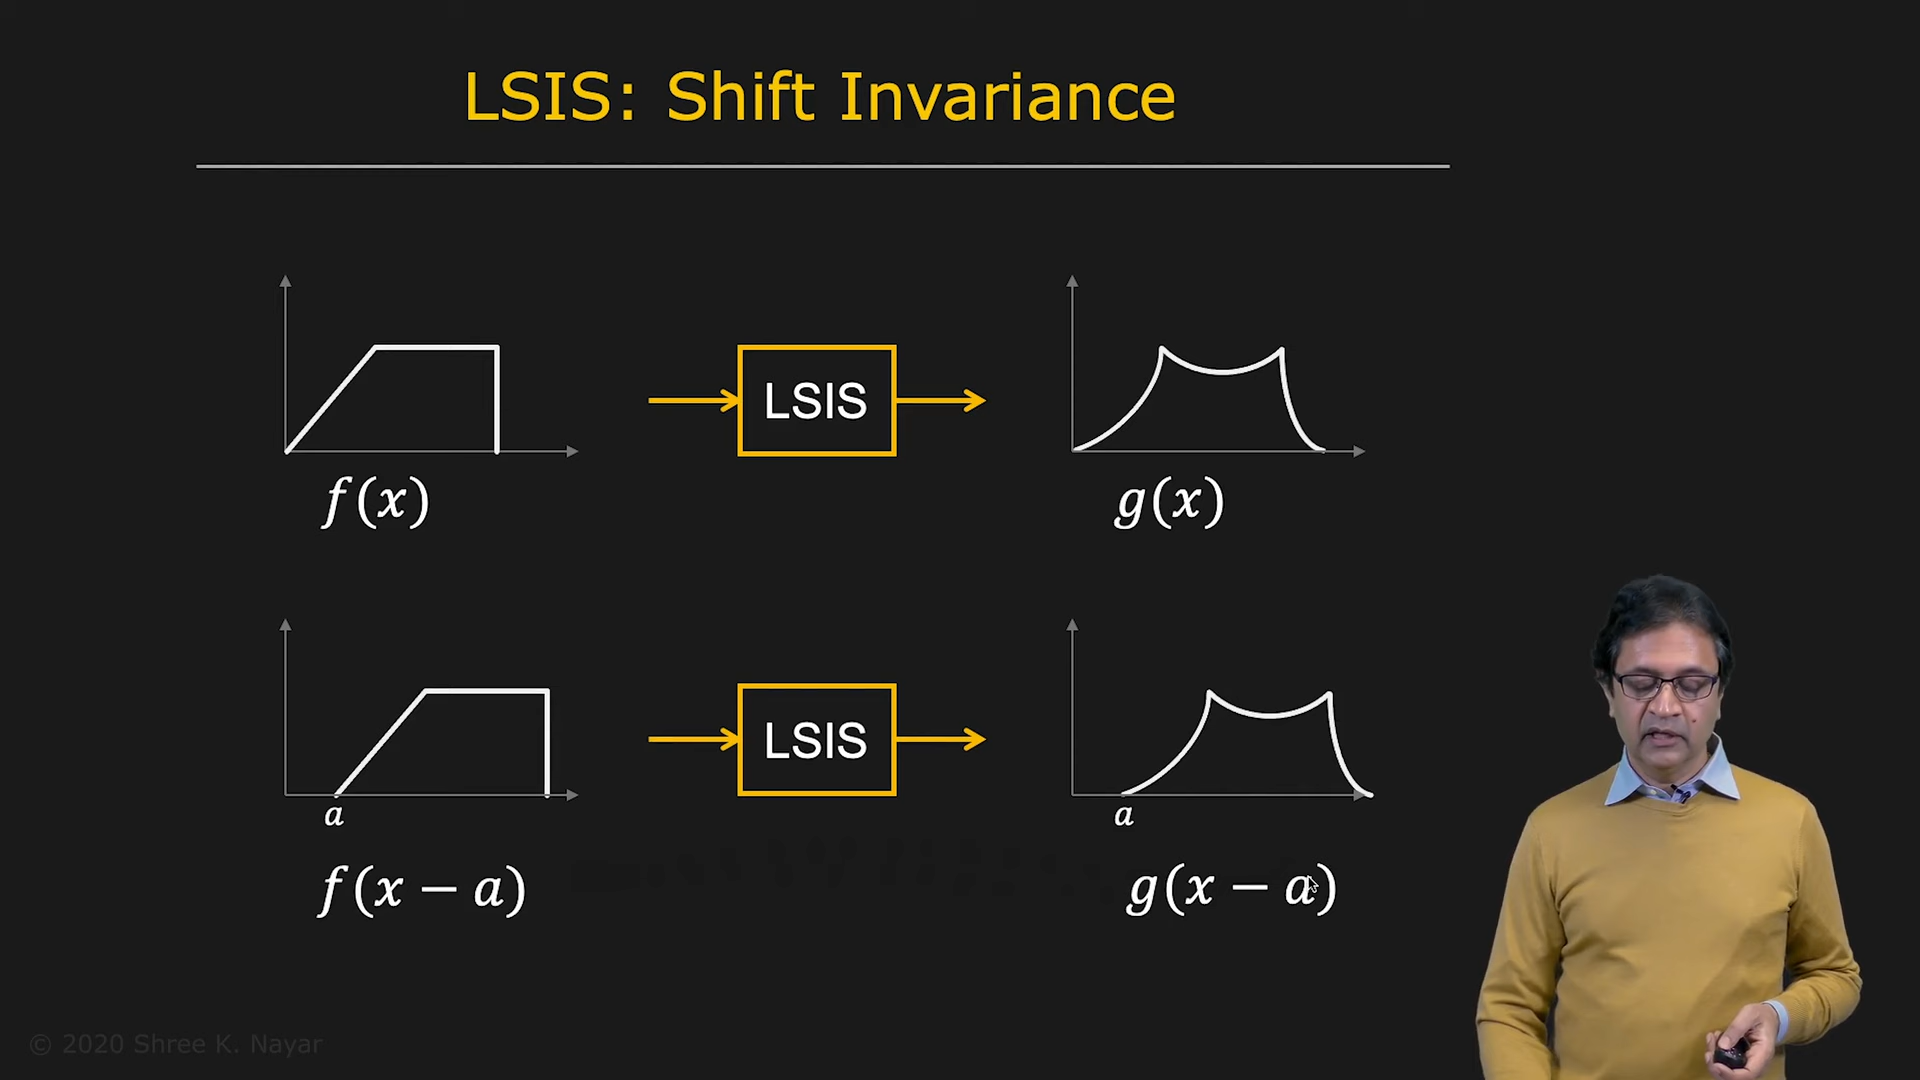 LSIS: Shift Invariance
LSIS
f(x)
g(x)
LSIS
a
a
f(x − a)
g(x − a)
© 2020 Shree K. Nayar